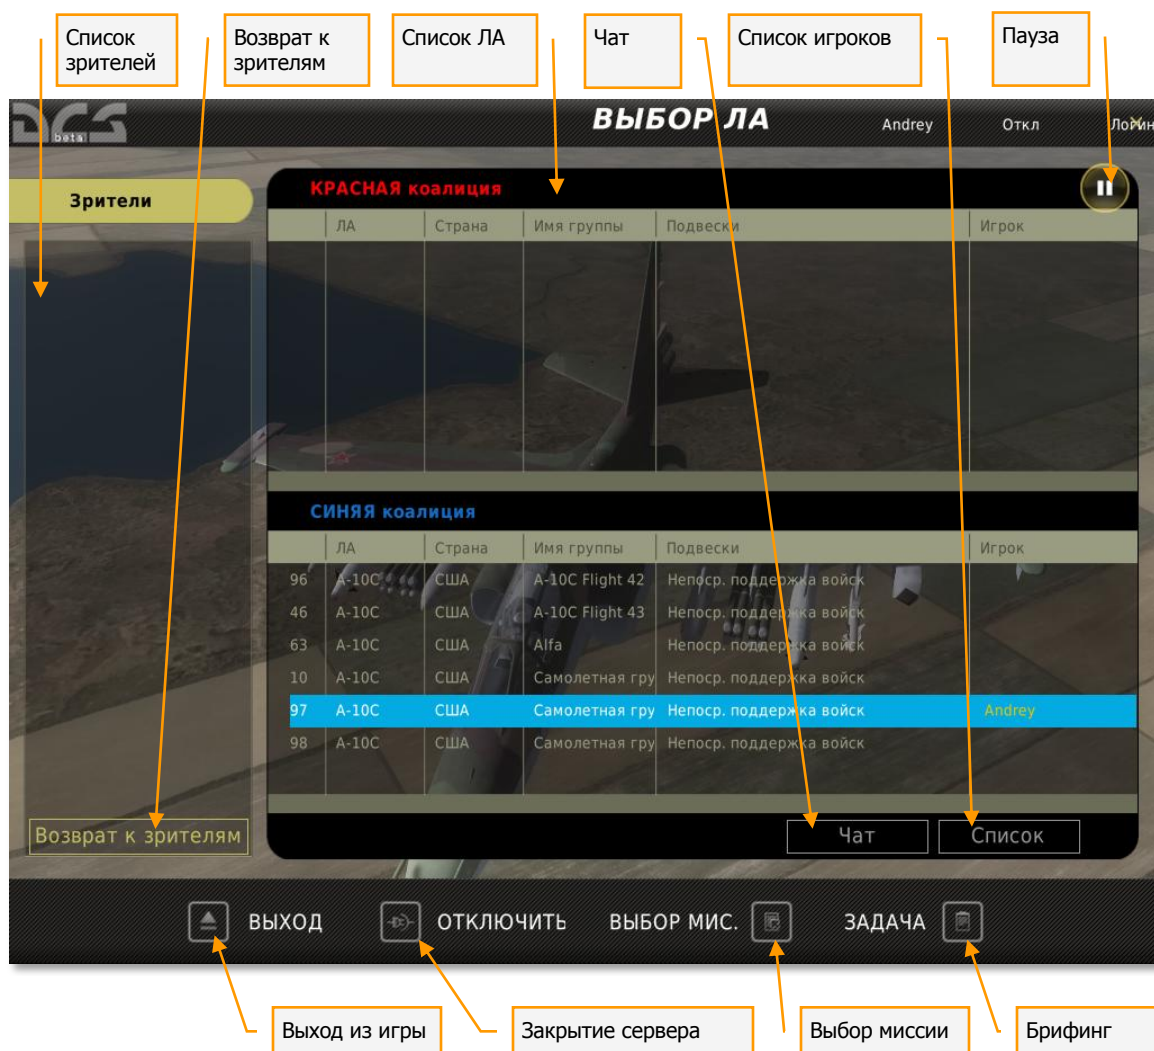 Список
зрителей
Возврат к
зрителям
Список ЛА
Чат
Список игроков
Пауза
DCS
beta
ВЫБОР ЛА
Andrey
Откл
Логин
Зрители
КРАСНАЯ коалиция
ЛА Страна Имя группы Подвески Игрок
СИНЯЯ коалиция
ЛА Страна Имя группы Подвески Игрок
96 A-10C США A-10C Flight 42 Непоср. поддержка войск
46 A-10C США A-10C Flight 43 Непоср. поддержка войск
63 A-10C США Alfa Непоср. поддержка войск
10 A-10C США Самолетная гру Непоср. поддержка войск
97 A-10C США Самолетная гру Непоср. поддержка войск Andrey
98 A-10C США Самолетная гру Непоср. поддержка войск
Возврат к зрителям
Чат
Список
ВЫХОД
ОТКЛЮЧИТЬ
ВЫБОР МИС.
ЗАДАЧА
Выход из игры
Закрытие сервера
Выбор миссии
Брифинг